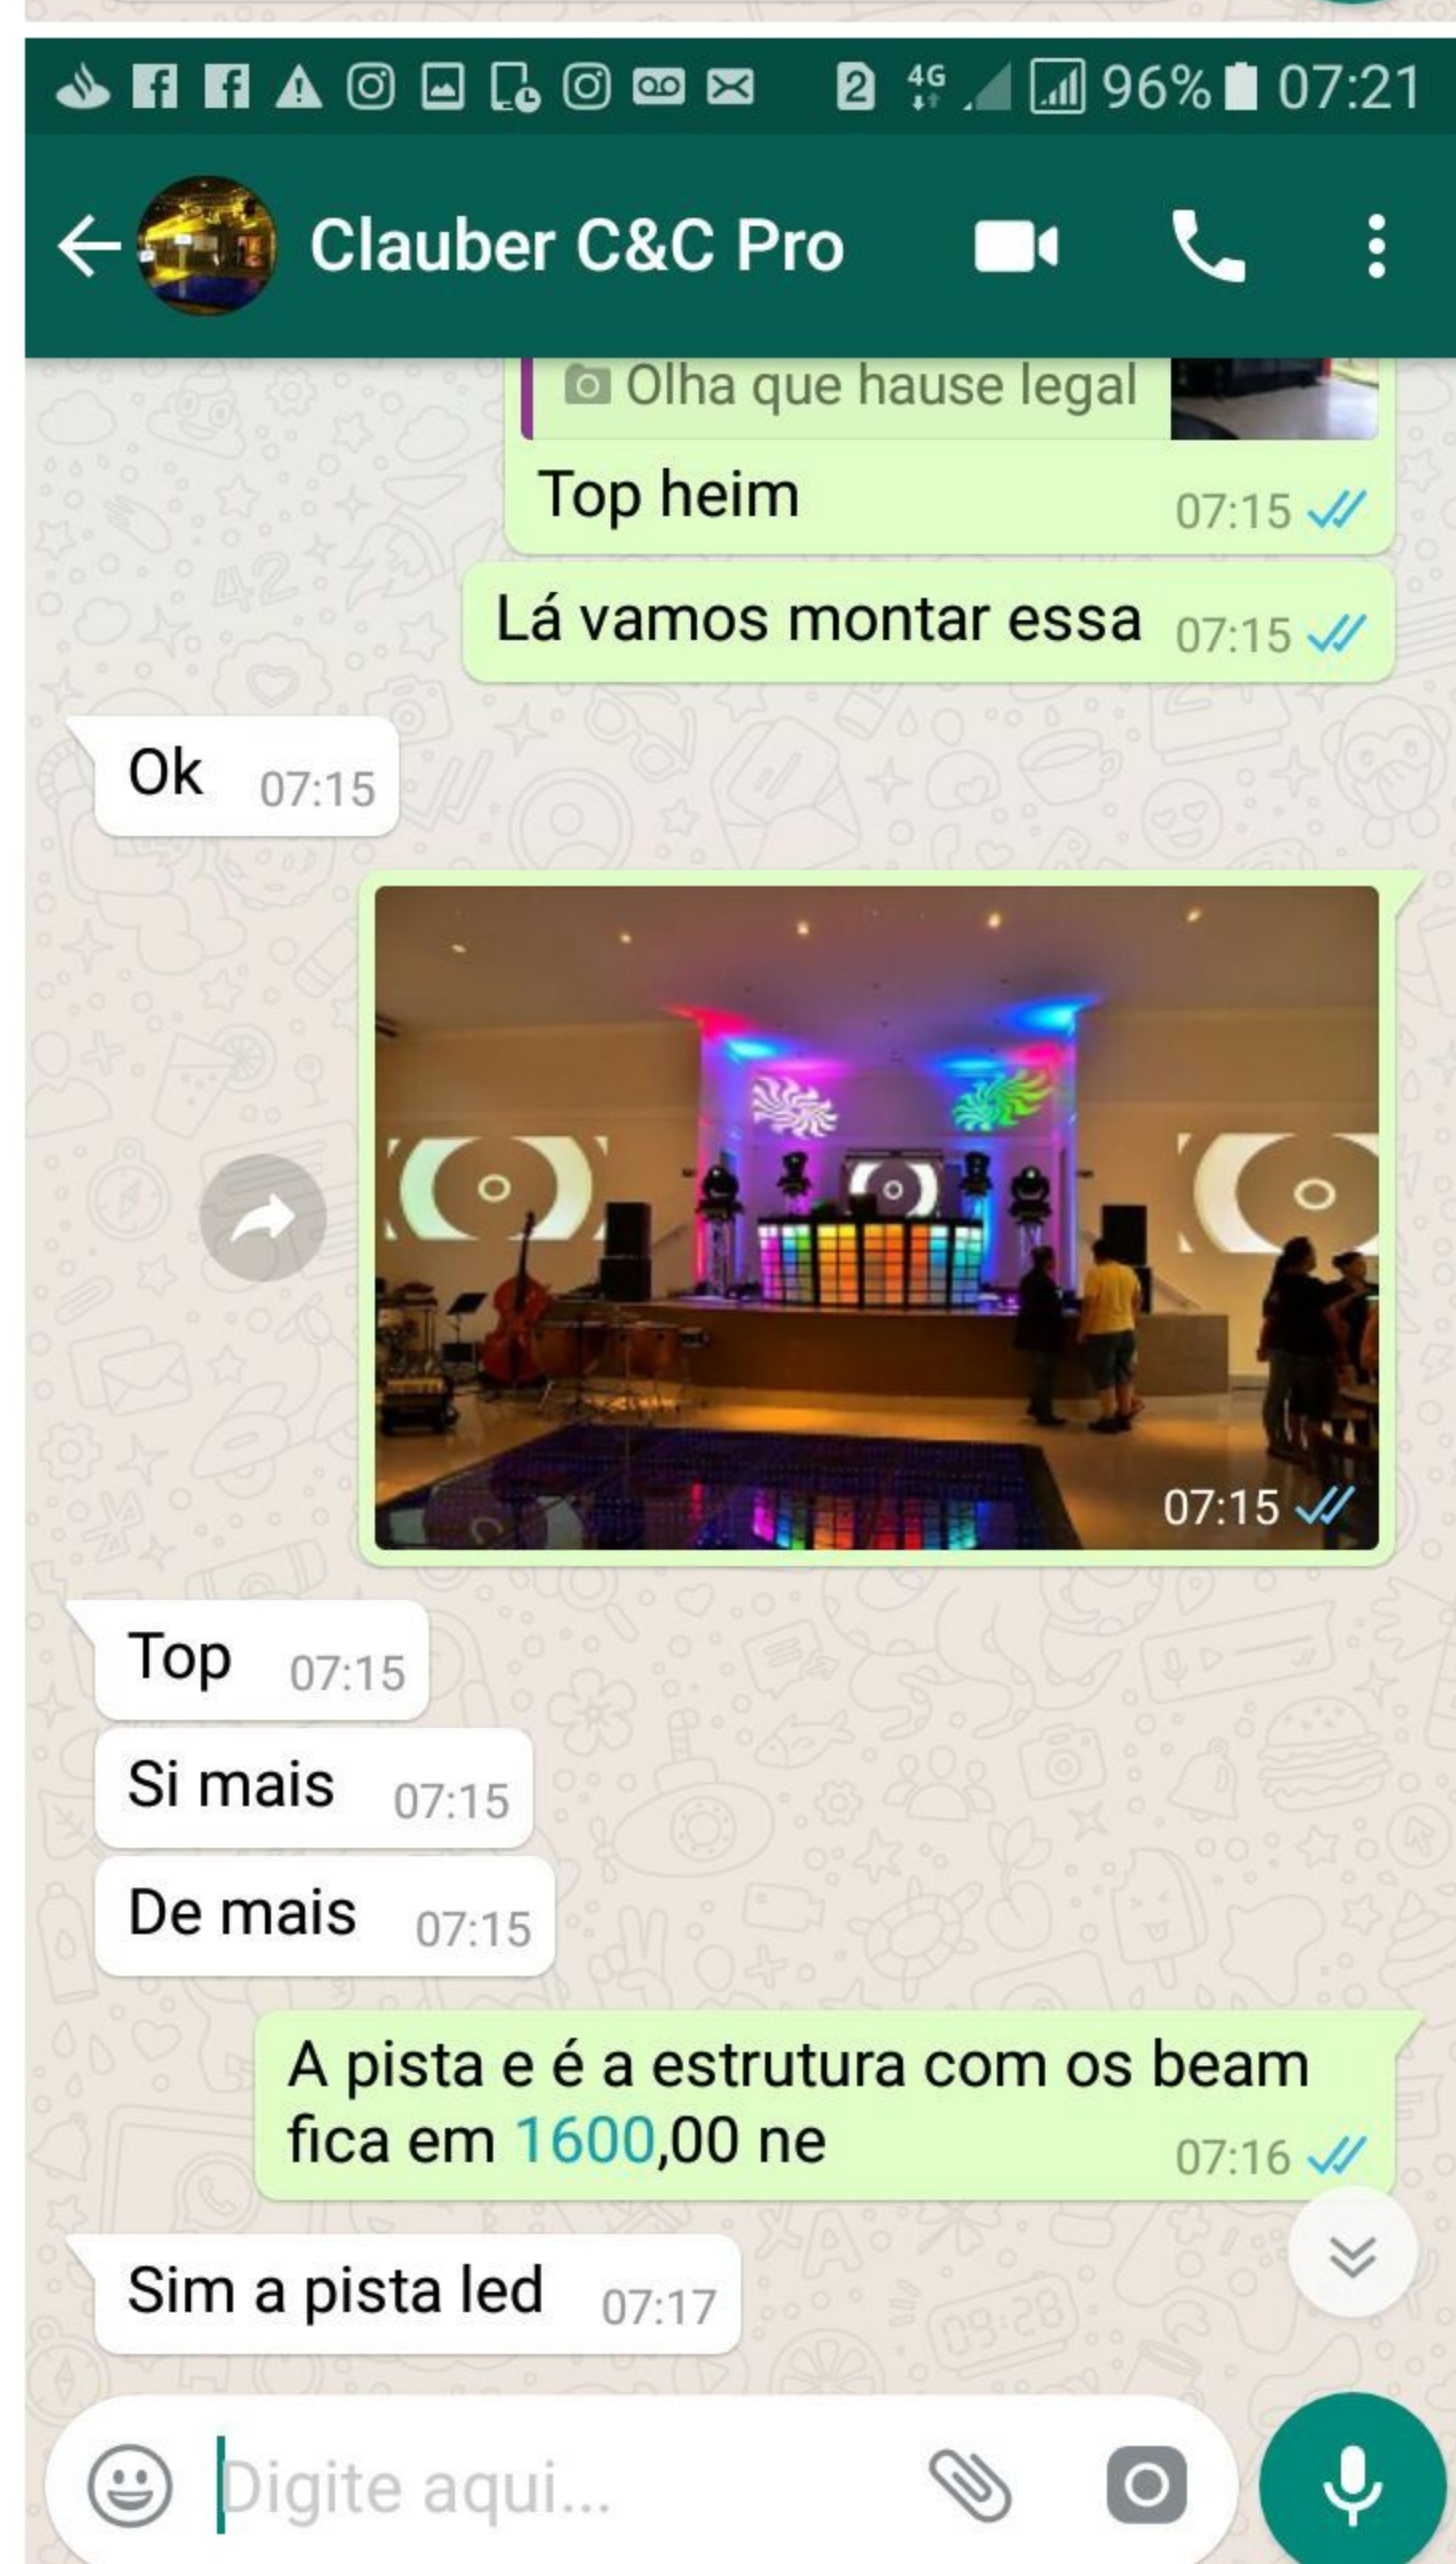 2 4G 96% 07:21
Clauber C&C Pro
Olha que hause legal
Top heim 07:15
Lá vamos montar essa 07:15
Ok 07:15
07:15
Top 07:15
Si mais 07:15
De mais 07:15
A pista e é a estrutura com os beam
fica em 1600,00 ne 07:16
Sim a pista led 07:17
Digite aqui...